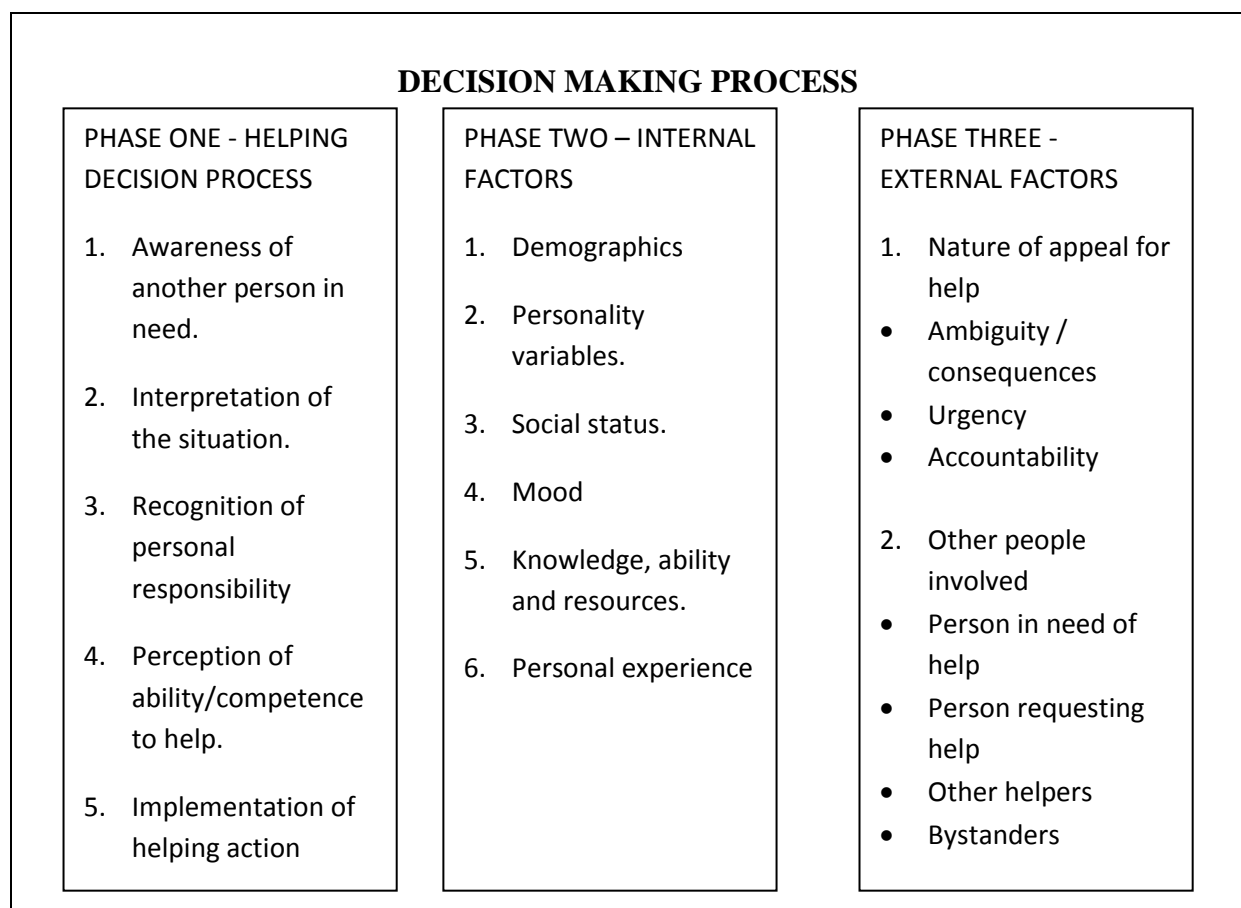 DECISION MAKING PROCESS
PHASE ONE - HELPING
DECISION PROCESS
1. Awareness of
another person in
need.
2. Interpretation of
the situation.
3. Recognition of
personal
responsibility
4. Perception of
ability/competence
to help.
5. Implementation of
helping action
PHASE TWO – INTERNAL
FACTORS
1. Demographics
2. Personality
variables.
3. Social status.
4. Mood
5. Knowledge, ability
and resources.
6. Personal experience
PHASE THREE -
EXTERNAL FACTORS
1. Nature of appeal for
help
• Ambiguity /
consequences
• Urgency
• Accountability
2. Other people
involved
• Person in need of
help
• Person requesting
help
• Other helpers
• Bystanders